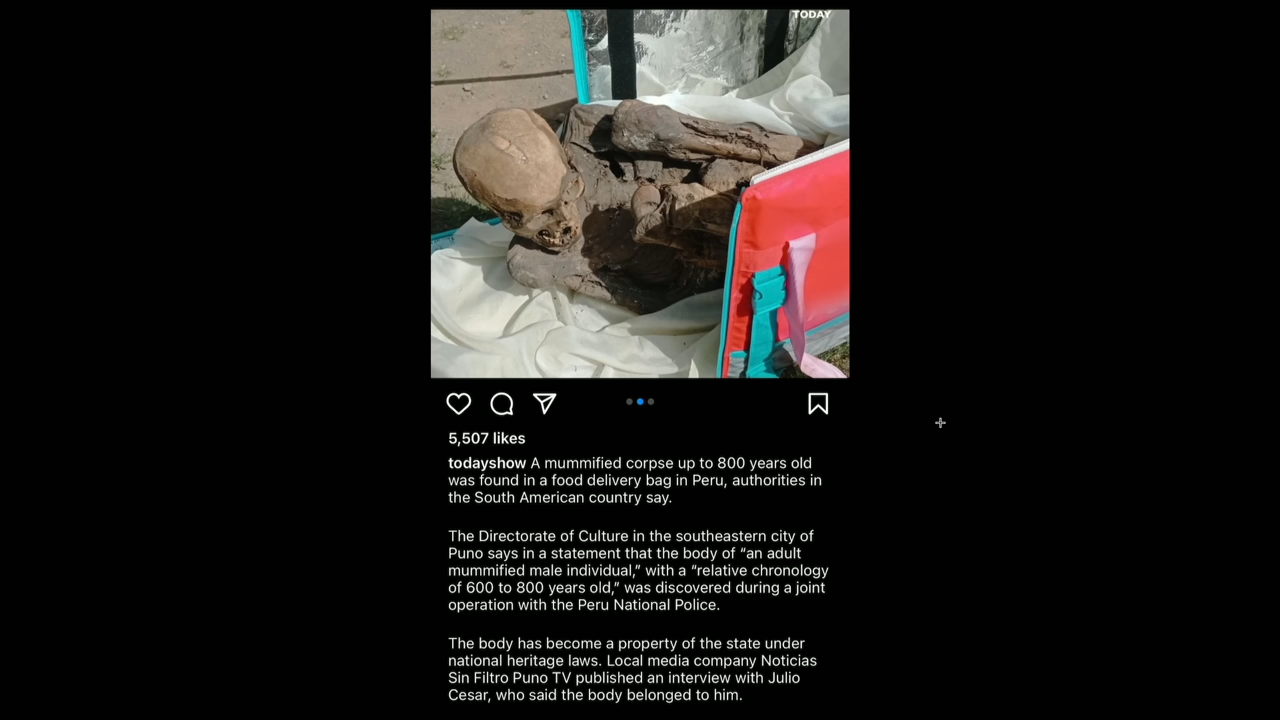 TODAY
5,507 likes
todayshow A mummified corpse up to 800 years old
was found in a food delivery bag in Peru, authorities in
the South American country say.
The Directorate of Culture in the southeastern city of
Puno says in a statement that the body of “an adult
mummified male individual,” with a “relative chronology
of 600 to 800 years old,” was discovered during a joint
operation with the Peru National Police.
The body has become a property of the state under
national heritage laws. Local media company Noticias
Sin Filtro Puno TV published an interview with Julio
Cesar, who said the body belonged to him.